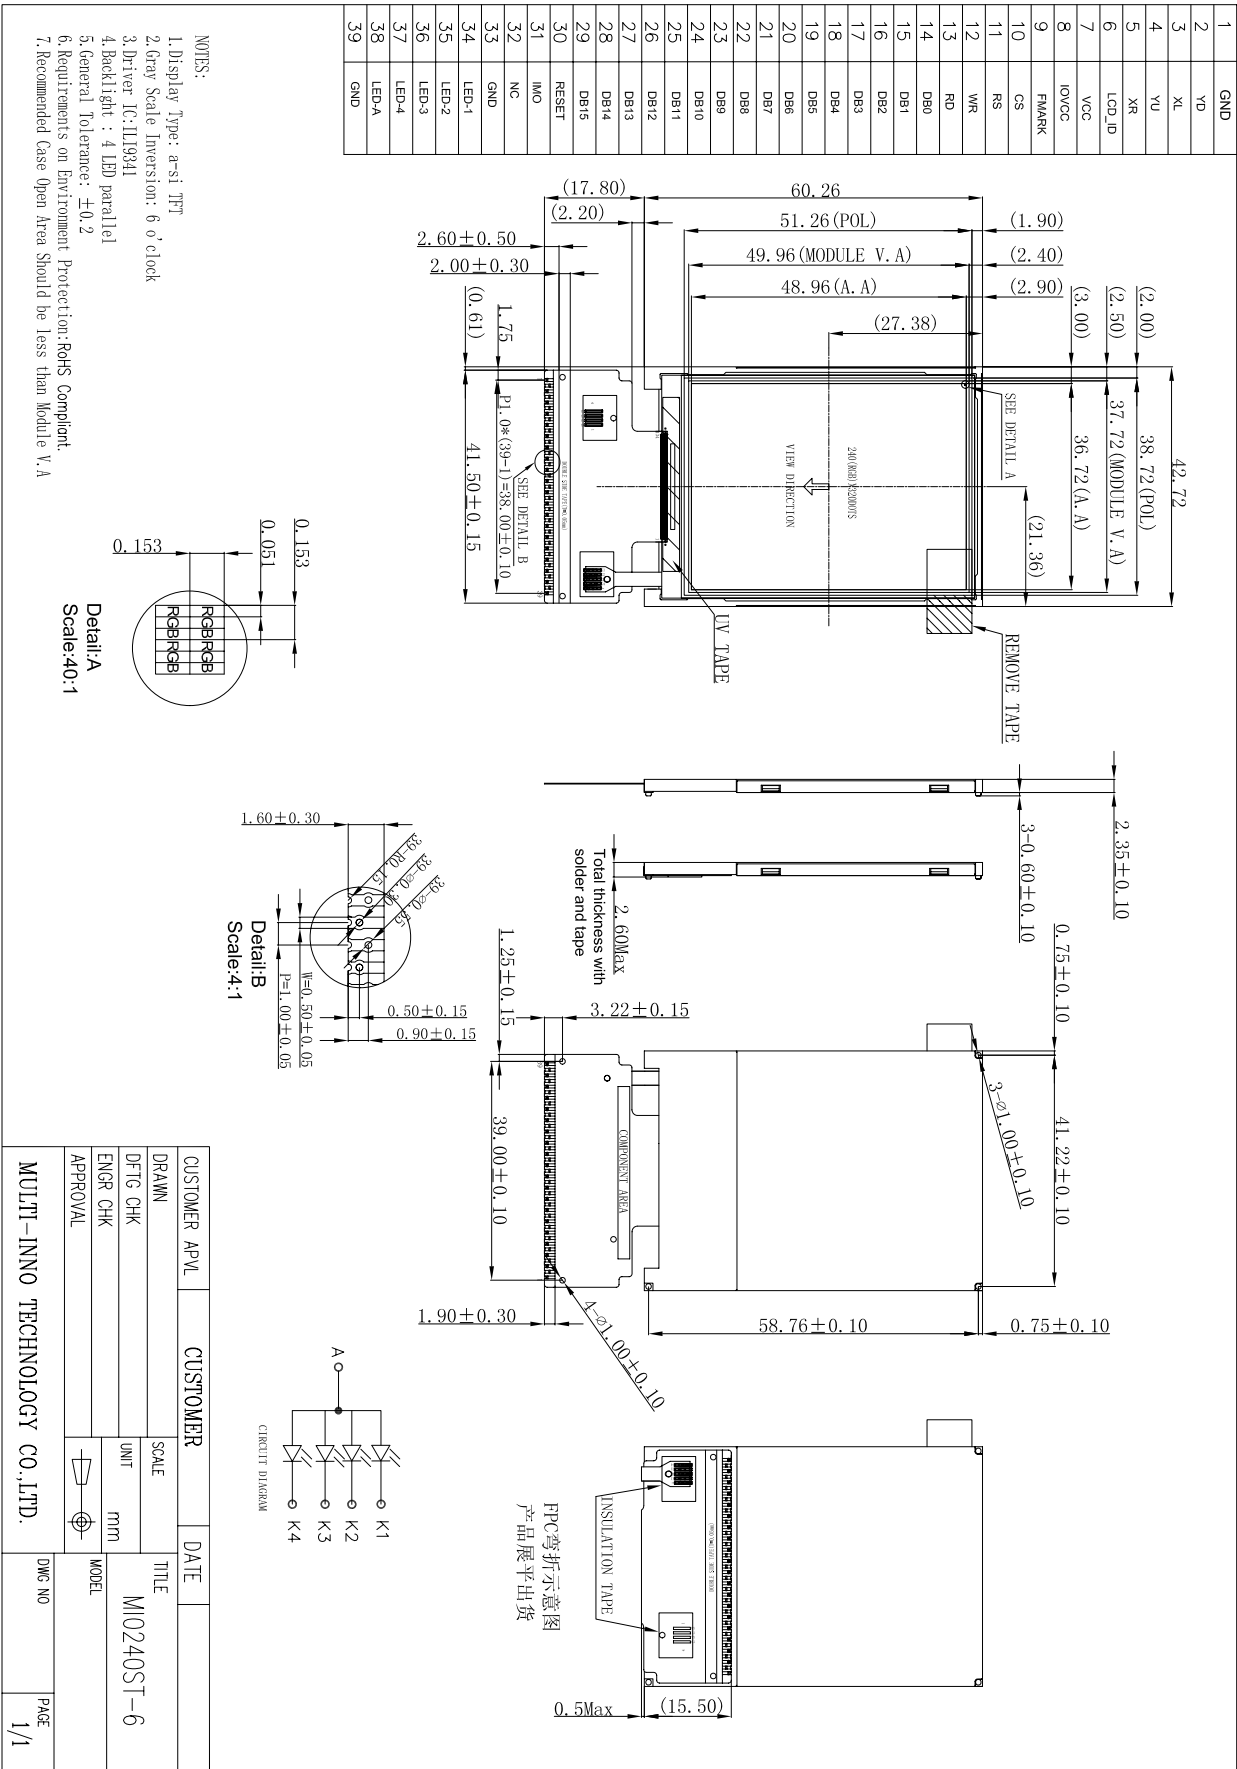 1 GND
2 YD
3 XL
4 YU
5 XR
6 LCD_ID
7 VCC
8 IOVCC
9 FMARK
10 CS
11 RS
12 WR
13 RD
14 DB0
15 DB1
16 DB2
17 DB3
18 DB4
19 DB5
20 DB6
21 DB7
22 DB8
23 DB9
24 DB10
25 DB11
26 DB12
27 DB13
28 DB14
29 DB15
30 RESET
31 IMO
32 NC
33 GND
34 LED-1
35 LED-2
36 LED-3
37 LED-4
38 LED-A
39 GND
NOTES:
1.Display Type: a-si TFT
2.Gray Scale Inversion: 6 o'clock
3.Driver IC:ILI9341
4.Backlight : 4 LED parallel
5.General Tolerance: ±0.2
6.Requirements on Environment Protection:RoHS Compliant.
7.Recommended Case Open Area Should be less than Module V.A
(17.80)
60.26
(2.20)
51.26(POL)
(1.90)
2.60±0.50
49.96(MODULE V.A)
(2.40)
2.00±0.30
48.96(A.A)
(2.90)
(27.38)
42.72
(2.00)
38.72(POL)
(2.50)
37.72(MODULE V.A)
(3.00)
36.72(A.A)
(21.36)
SEE DETAIL A
240(RGB)X320DOTS
VIEW DIRECTION
1.75
P1.0*(39-1)=38.00±0.10
(0.61)
41.50±0.15
SEE DETAIL B
39
UV TAPE
REMOVE TAPE
0.153
0.051
0.153
RGBRGB
RGBRGB
Detail:A
Scale:40:1
2.35±0.10
3-0.60±0.10
2.60Max
Total thickness with
solder and tape
1.60±0.30
39-R0.15
39-⌀0.30
39-⌀0.55
0.50±0.15
0.90±0.15
W=0.50±0.05
P=1.00±0.05
Detail:B
Scale:4:1
0.75±0.10
41.22±0.10
3-⌀1.00±0.10
1.25±0.15
3.22±0.15
39.00±0.10
COMPONENT AREA
1.90±0.30
4-⌀1.00±0.10
58.76±0.10
0.75±0.10
A
K1
K2
K3
K4
CIRCUIT DIAGRAM
INSULATION TAPE
FPC弯折示意图
产品展平出货
0.5Max
(15.50)
CUSTOMER APVL
CUSTOMER
DATE
DRAWN
DFTG CHK
ENGR CHK
APPROVAL
SCALE
UNIT
mm
TITLE
MI0240ST-6
MODEL
MULTI-INNO TECHNOLOGY CO.,LTD.
DWG NO
PAGE
1/1